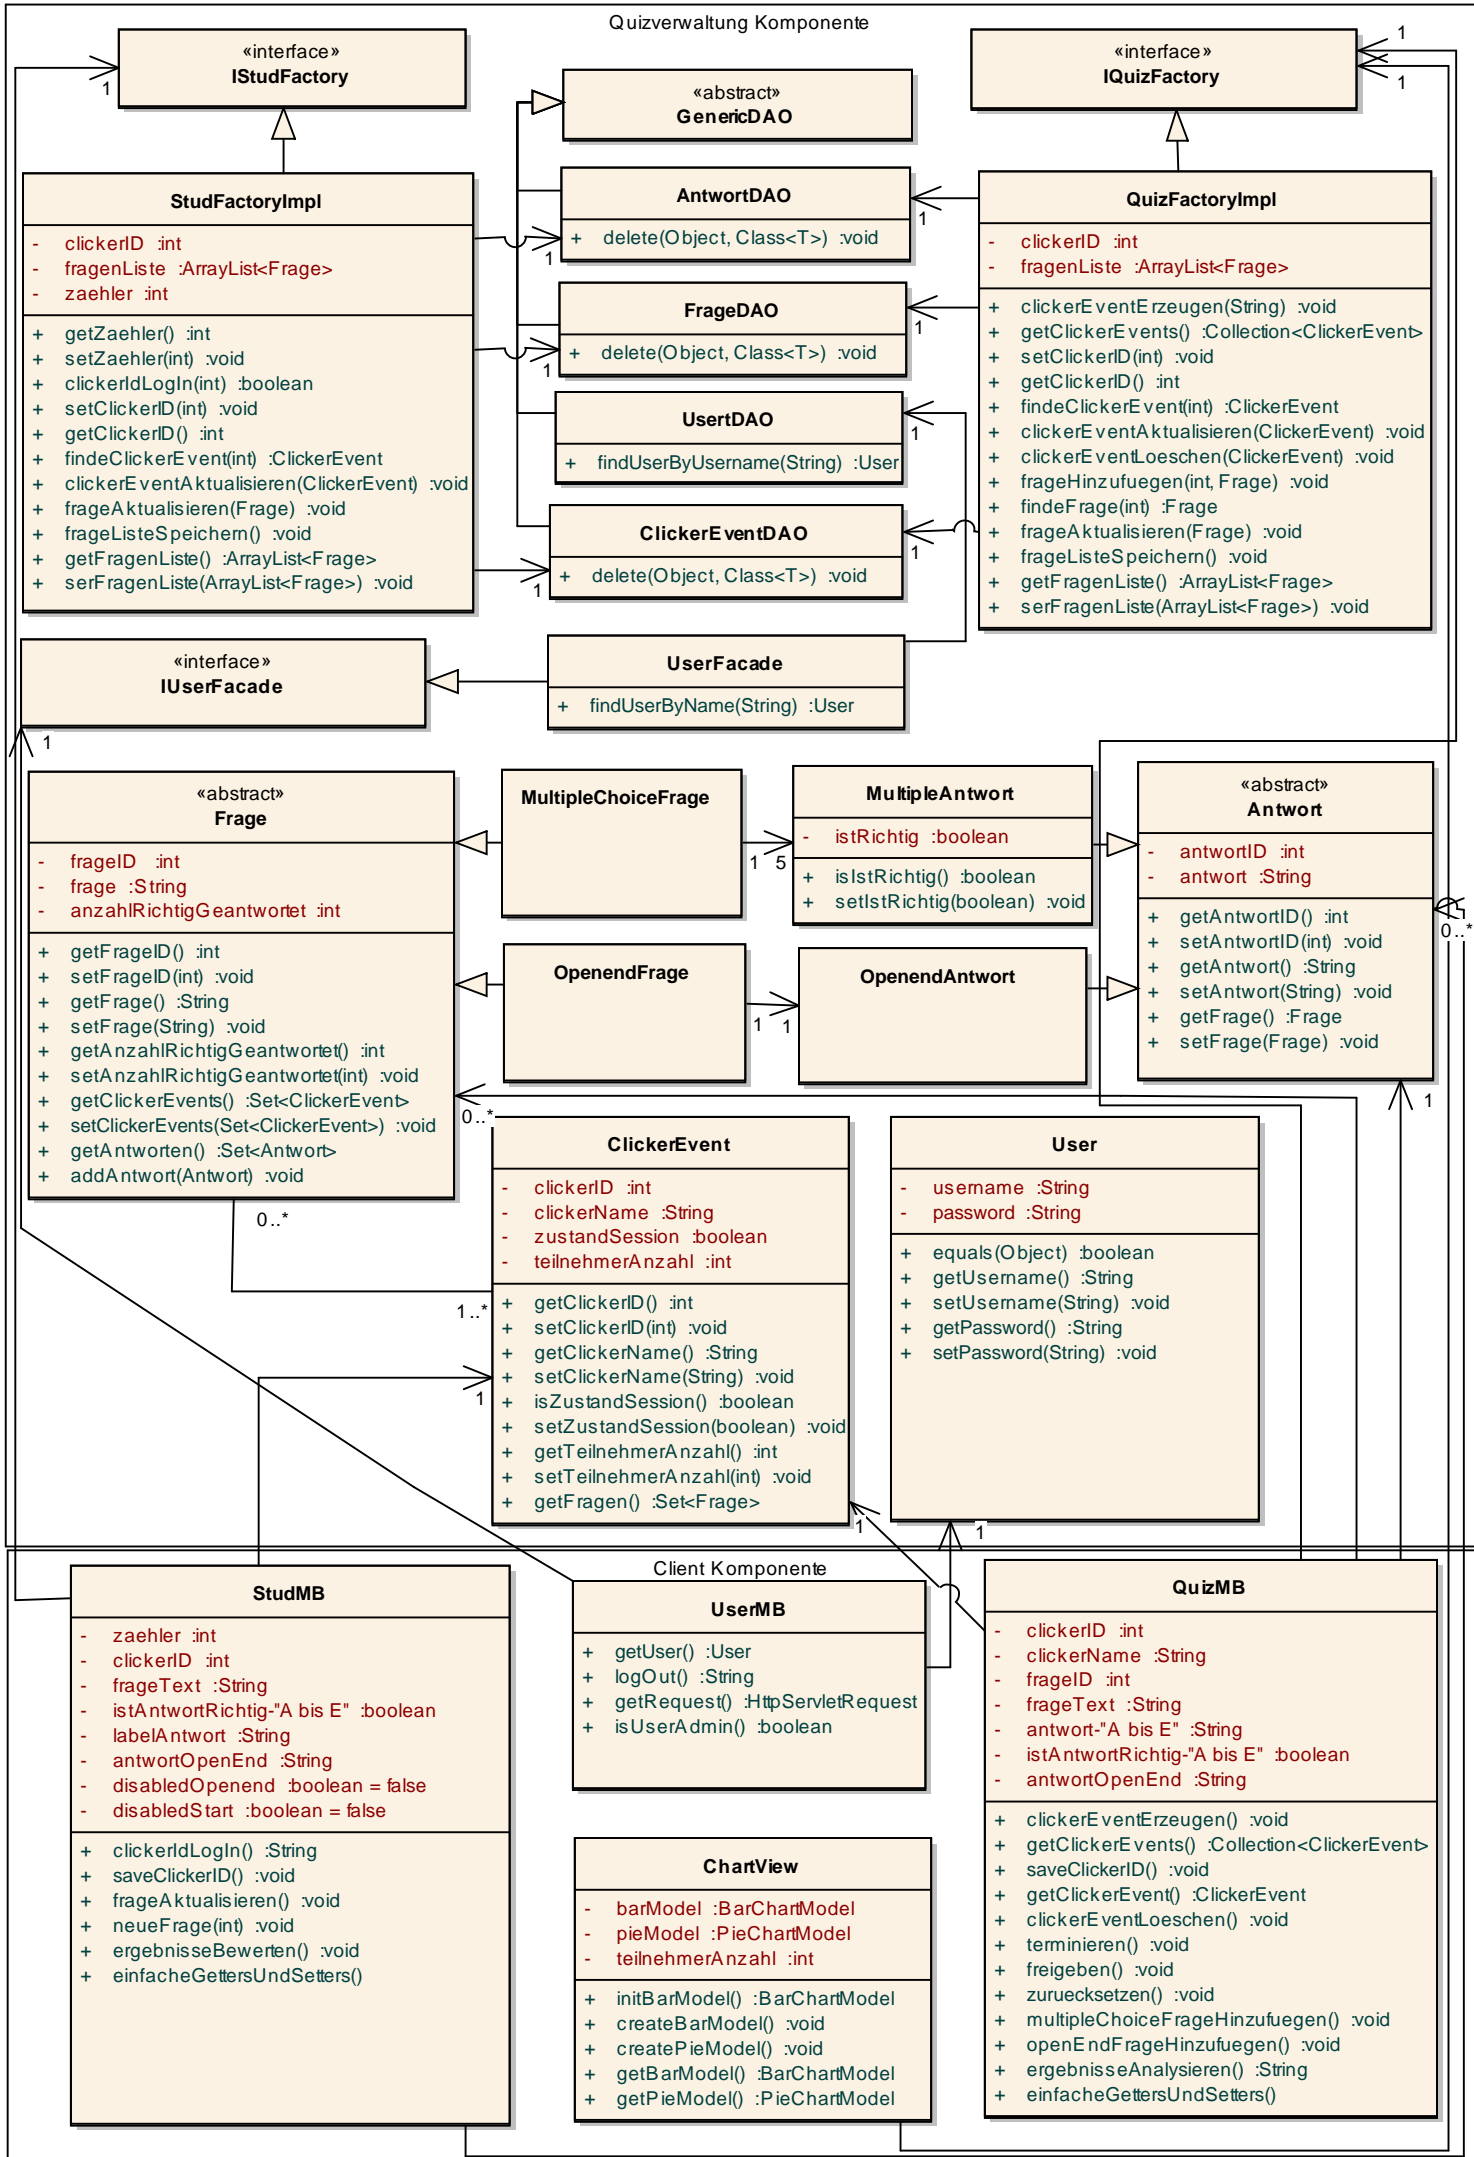 Quizverwaltung Komponente
«interface»
IStudFactory
1
«abstract»
GenericDAO
«interface»
IQuizFactory
1
1
StudFactoryImpl
- clickerID :int
- fragenListe :ArrayList<Frage>
- zaehler :int
+ getZaehler() :int
+ setZaehler(int) :void
+ clickerIdLogIn(int) :boolean
+ setClickerID(int) :void
+ getClickerID() :int
+ findeClickerEvent(int) :ClickerEvent
+ clickerEventAktualisieren(ClickerEvent) :void
+ frageAktualisieren(Frage) :void
+ frageListeSpeichern() :void
+ getFragenListe() :ArrayList<Frage>
+ serFragenListe(ArrayList<Frage>) :void
AntwortDAO
+ delete(Object, Class<T>) :void
1
1
FrageDAO
+ delete(Object, Class<T>) :void
1
1
UsertDAO
+ findUserByUsername(String) :User
1
ClickerEventDAO
+ delete(Object, Class<T>) :void
1
1
QuizFactoryImpl
- clickerID :int
- fragenListe :ArrayList<Frage>
+ clickerEventErzeugen(String) :void
+ getClickerEvents() :Collection<ClickerEvent>
+ setClickerID(int) :void
+ getClickerID() :int
+ findeClickerEvent(int) :ClickerEvent
+ clickerEventAktualisieren(ClickerEvent) :void
+ clickerEventLoeschen(ClickerEvent) :void
+ frageHinzufuegen(int, Frage) :void
+ findeFrage(int) :Frage
+ frageAktualisieren(Frage) :void
+ frageListeSpeichern() :void
+ getFragenListe() :ArrayList<Frage>
+ serFragenListe(ArrayList<Frage>) :void
«interface»
IUserFacade
1
UserFacade
+ findUserByName(String) :User
«abstract»
Frage
- frageID :int
- frage :String
- anzahlRichtigGeantwortet :int
+ getFrageID() :int
+ setFrageID(int) :void
+ getFrage() :String
+ setFrage(String) :void
+ getAnzahlRichtigGeantwortet() :int
+ setAnzahlRichtigGeantwortet(int) :void
+ getClickerEvents() :Set<ClickerEvent>
+ setClickerEvents(Set<ClickerEvent>) :void
+ getAntworten() :Set<Antwort>
+ addAntwort(Antwort) :void
0..*
0..*
MultipleChoiceFrage
1
5
MultipleAntwort
- istRichtig :boolean
+ isIstRichtig() :boolean
+ setIstRichtig(boolean) :void
OpenendFrage
1
1
OpenendAntwort
«abstract»
Antwort
- antwortID :int
- antwort :String
+ getAntwortID() :int
+ setAntwortID(int) :void
+ getAntwort() :String
+ setAntwort(String) :void
+ getFrage() :Frage
+ setFrage(Frage) :void
0..*
1
ClickerEvent
- clickerID :int
- clickerName :String
- zustandSession :boolean
- teilnehmerAnzahl :int
+ getClickerID() :int
+ setClickerID(int) :void
+ getClickerName() :String
+ setClickerName(String) :void
+ isZustandSession() :boolean
+ setZustandSession(boolean) :void
+ getTeilnehmerAnzahl() :int
+ setTeilnehmerAnzahl(int) :void
+ getFragen() :Set<Frage>
1..*
1
1
User
- username :String
- password :String
+ equals(Object) :boolean
+ getUsername() :String
+ setUsername(String) :void
+ getPassword() :String
+ setPassword(String) :void
1
Client Komponente
StudMB
- zaehler :int
- clickerID :int
- frageText :String
- istAntwortRichtig-"A bis E" :boolean
- labelAntwort :String
- antwortOpenEnd :String
- disabledOpenend :boolean = false
- disabledStart :boolean = false
+ clickerIdLogIn() :String
+ saveClickerID() :void
+ frageAktualisieren() :void
+ neueFrage(int) :void
+ ergebnisseBewerten() :void
+ einfacheGettersUndSetters()
UserMB
+ getUser() :User
+ logOut() :String
+ getRequest() :HttpServletRequest
+ isUserAdmin() :boolean
ChartView
- barModel :BarChartModel
- pieModel :PieChartModel
- teilnehmerAnzahl :int
+ initBarModel() :BarChartModel
+ createBarModel() :void
+ createPieModel() :void
+ getBarModel() :BarChartModel
+ getPieModel() :PieChartModel
QuizMB
- clickerID :int
- clickerName :String
- frageID :int
- frageText :String
- antwort-"A bis E" :String
- istAntwortRichtig-"A bis E" :boolean
- antwortOpenEnd :String
+ clickerEventErzeugen() :void
+ getClickerEvents() :Collection<ClickerEvent>
+ saveClickerID() :void
+ getClickerEvent() :ClickerEvent
+ clickerEventLoeschen() :void
+ terminieren() :void
+ freigeben() :void
+ zuruecksetzen() :void
+ multipleChoiceFrageHinzufuegen() :void
+ openEndFrageHinzufuegen() :void
+ ergebnisseAnalysieren() :String
+ einfacheGettersUndSetters()